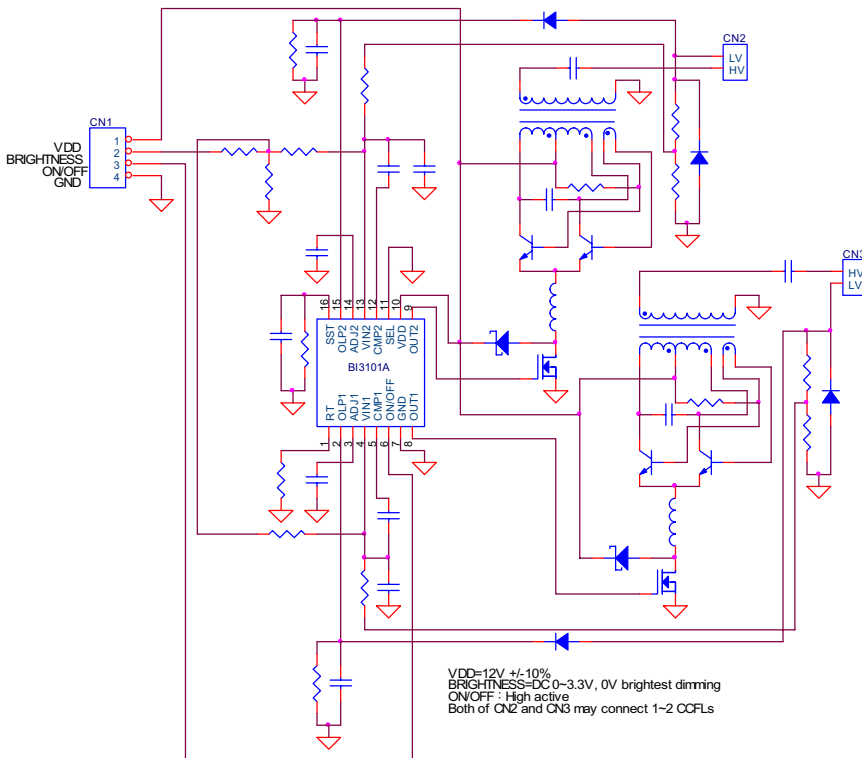 CN2
LV
HV
CN1
VDD 1
BRIGHTNESS 2
ON/OFF 3
GND 4
CN3
HV
LV
16 15 14 13 12 11 10 9
SST OLP2 ADJ2 VIN2 CMP2 SEL VDD OUT2
BI3101A
RT OLP1 ADJ1 VIN1 CMP1 ON/OFF GND OUT1
1 2 3 4 5 6 7 8
VDD=12V +/-10%
BRIGHTNESS=DC 0~3.3V, 0V brightest dimming
ON/OFF : High active
Both of CN2 and CN3 may connect 1~2 CCFLs